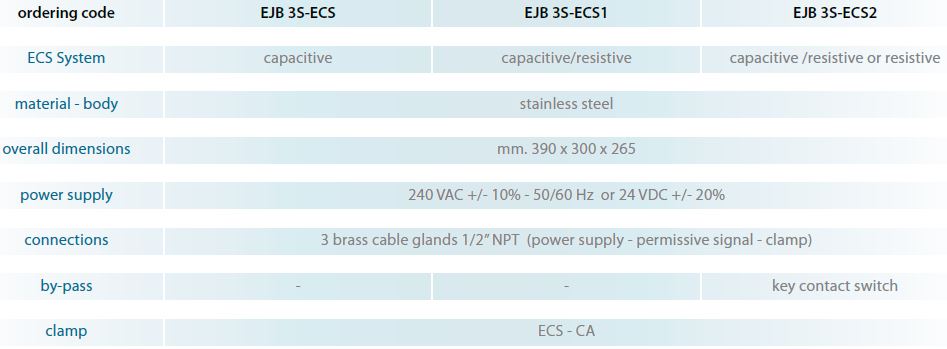 ordering code EJB 3S-ECS EJB 3S-ECS1 EJB 3S-ECS2
ECS System capacitive capacitive/resistive capacitive /resistive or resistive
material - body stainless steel
overall dimensions mm. 390 x 300 x 265
power supply 240 VAC +/- 10% - 50/60 Hz or 24 VDC +/- 20%
connections 3 brass cable glands 1/2” NPT (power supply - permissive signal - clamp)
by-pass - - key contact switch
clamp ECS - CA